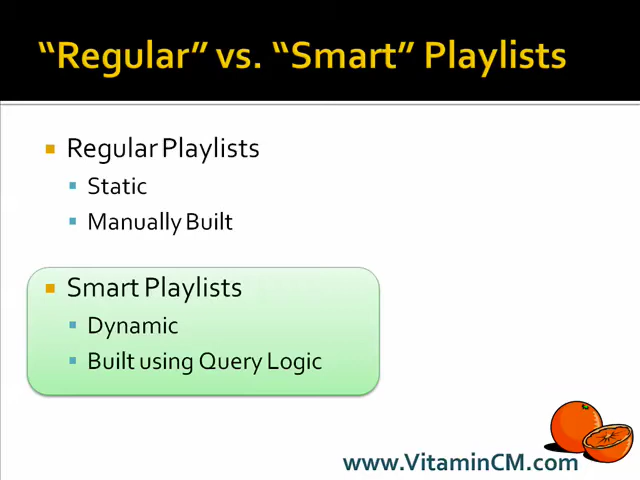 “Regular” vs. “Smart” Playlists
Regular Playlists
Static
Manually Built
Smart Playlists
Dynamic
Built using Query Logic
www.VitaminCM.com